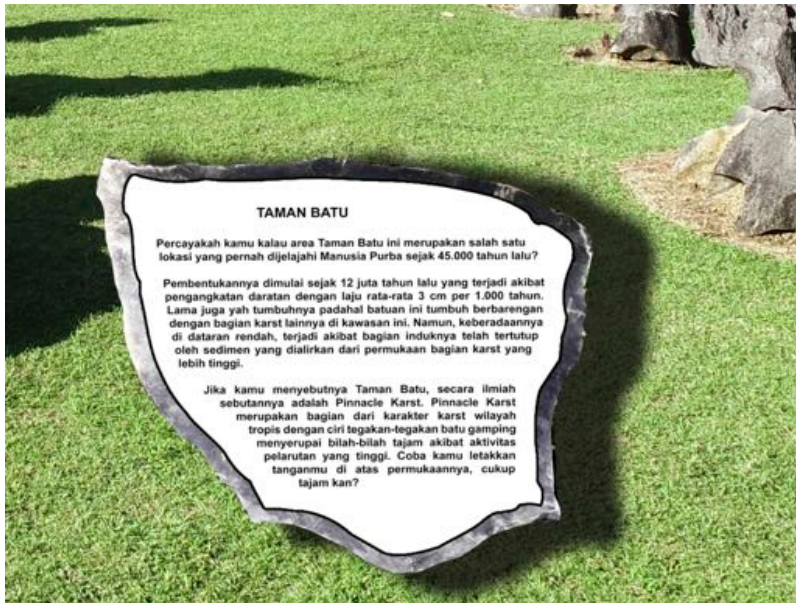 TAMAN BATU
Percayakah kamu kalau area Taman Batu ini merupakan salah satu
lokasi yang pernah dijelajahi Manusia Purba sejak 45.000 tahun lalu?
Pembentukannya dimulai sejak 12 juta tahun lalu yang terjadi akibat
pengangkatan daratan dengan laju rata-rata 3 cm per 1.000 tahun.
Lama juga yah tumbuhnya padahal batuan ini tumbuh berbarengan
dengan bagian karst lainnya di kawasan ini. Namun, keberadaannya
di dataran rendah, terjadi akibat bagian induknya telah tertutup
oleh sedimen yang dialirkan dari permukaan bagian karst yang
lebih tinggi.
Jika kamu menyebutnya Taman Batu, secara ilmiah
sebutannya adalah Pinnacle Karst. Pinnacle Karst
merupakan bagian dari karakter karst wilayah
tropis dengan ciri tegakan-tegakan batu gamping
menyerupai bilah-bilah tajam akibat aktivitas
pelarutan yang tinggi. Coba kamu letakkan
tanganmu di atas permukaannya, cukup
tajam kan?